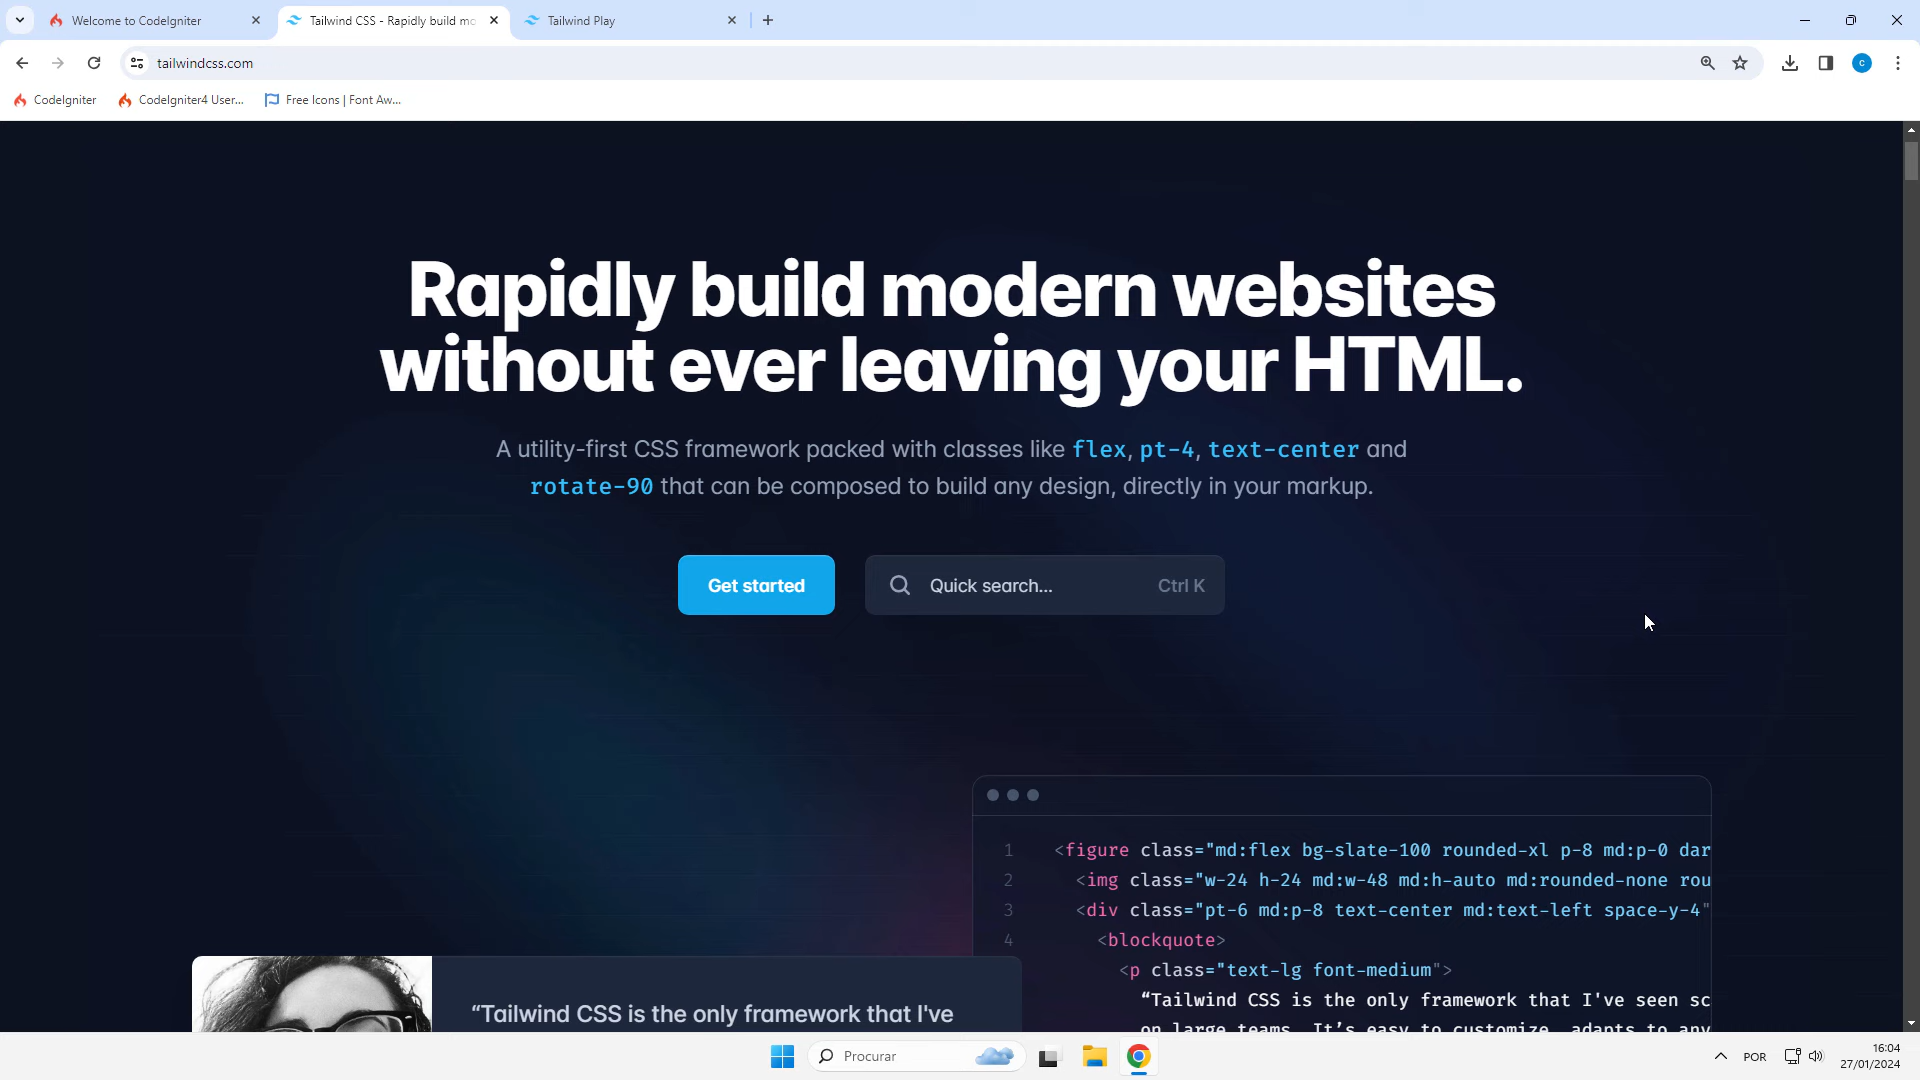 Welcome to CodeIgniter
Tailwind CSS - Rapidly build mo
Tailwind Play
tailwindcss.com
c
CodeIgniter
CodeIgniter4 User...
Free Icons | Font Aw...
Rapidly build modern websites
without ever leaving your HTML.
A utility-first CSS framework packed with classes like flex, pt-4, text-center and
rotate-90 that can be composed to build any design, directly in your markup.
Get started
Quick search...
Ctrl K
1 <figure class="md:flex bg-slate-100 rounded-xl p-8 md:p-0 dar
2 <img class="w-24 h-24 md:w-48 md:h-auto md:rounded-none rou
3 <div class="pt-6 md:p-8 text-center md:text-left space-y-4"
4 <blockquote>
<p class="text-lg font-medium">
“Tailwind CSS is the only framework that I've seen sc
on large teams. It’s easy to customize, adapts to any
“Tailwind CSS is the only framework that I've
Procurar
POR
16:04
27/01/2024